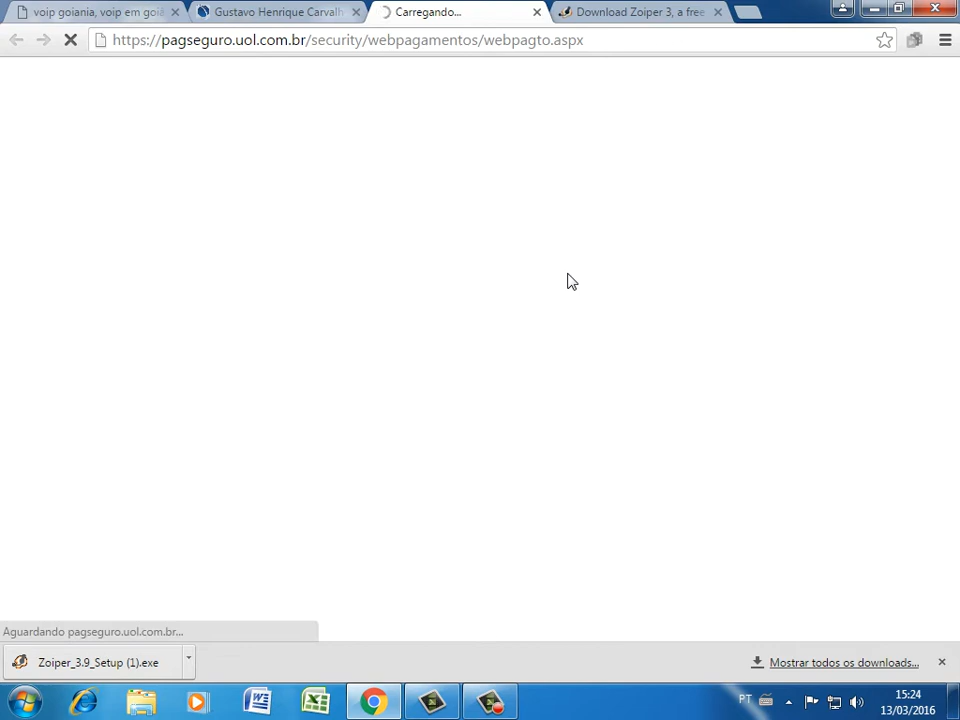 voip goiania, voip em goiâ
Gustavo Henrique Carvalh
Carregando...
Download Zoiper 3, a free
https://pagseguro.uol.com.br/security/webpagamentos/webpagto.aspx
Aguardando pagseguro.uol.com.br...
Zoiper_3.9_Setup (1).exe
Mostrar todos os downloads...
PT
15:24
13/03/2016